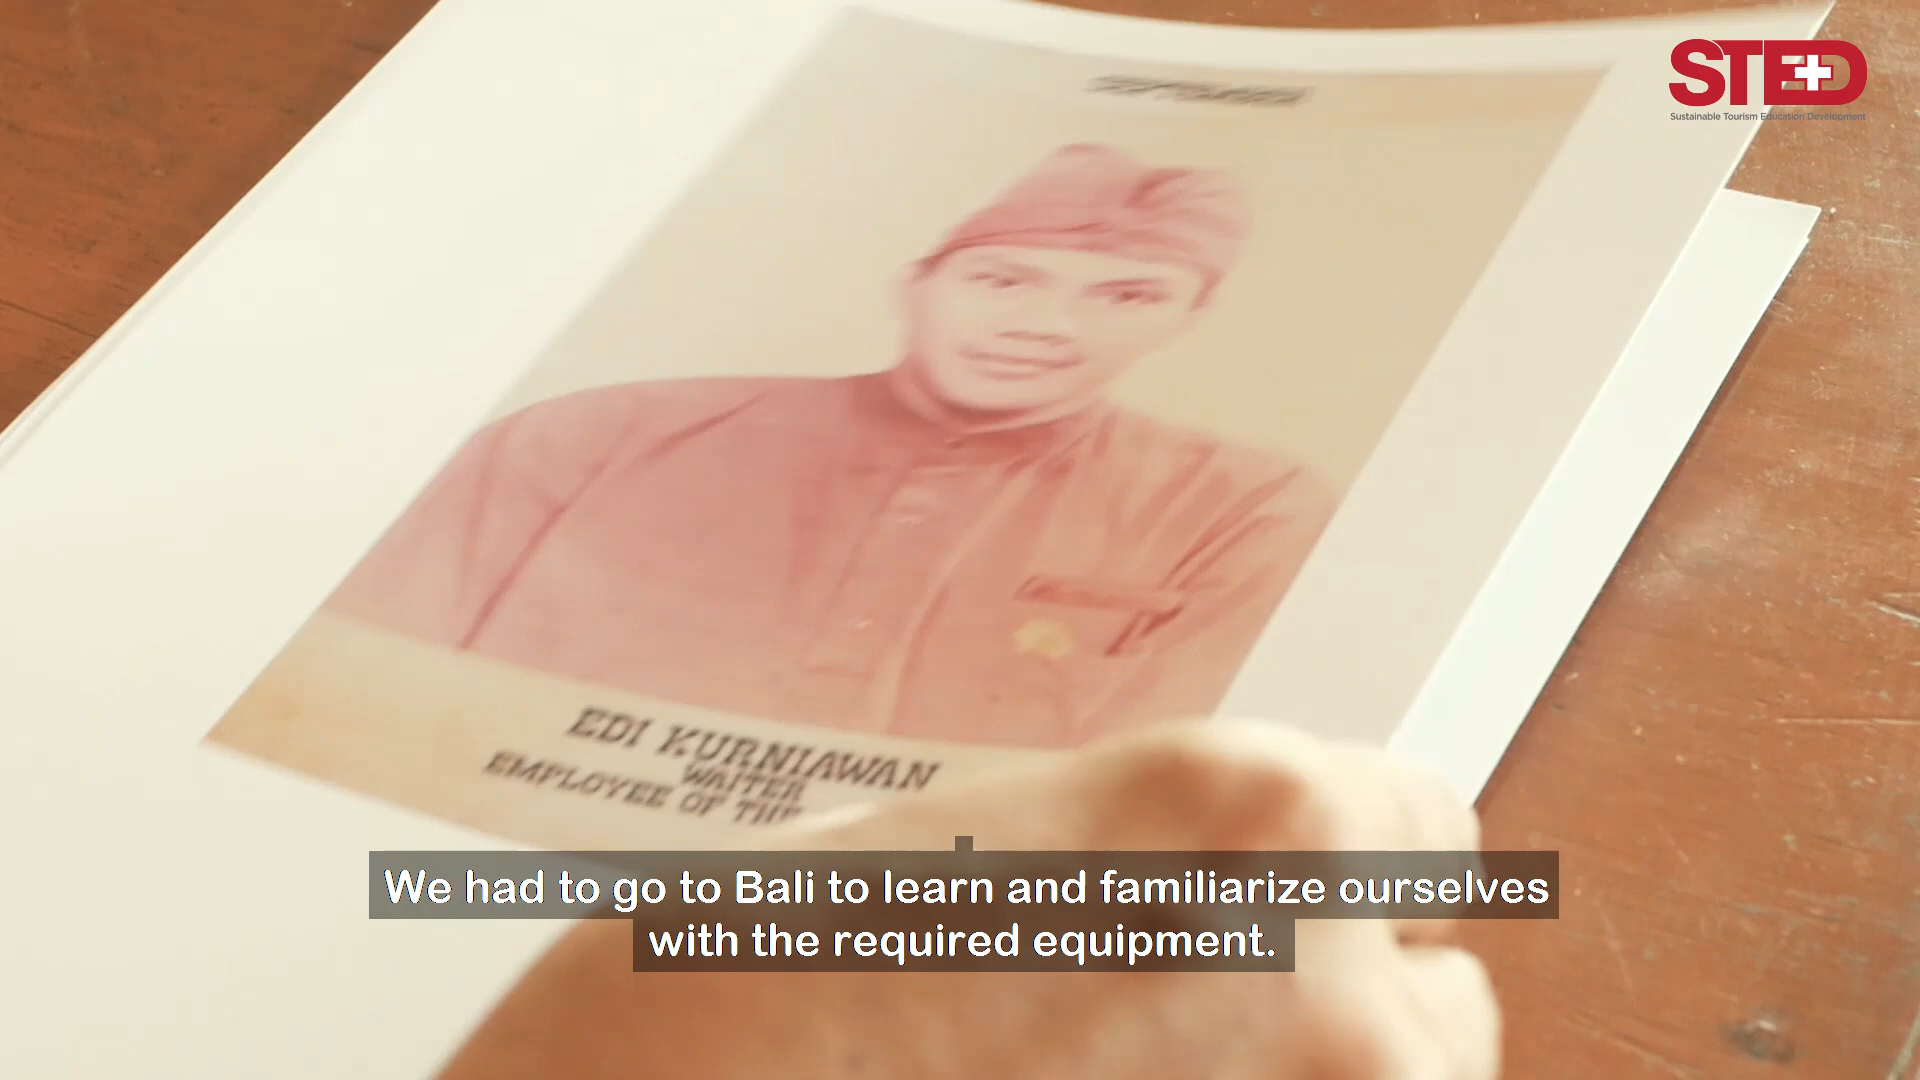 STED
Sustainable Tourism Education Development
EDI KURNIAWAN
WAITER
EMPLOYEE OF THE
We had to go to Bali to learn and familiarize ourselves
with the required equipment.